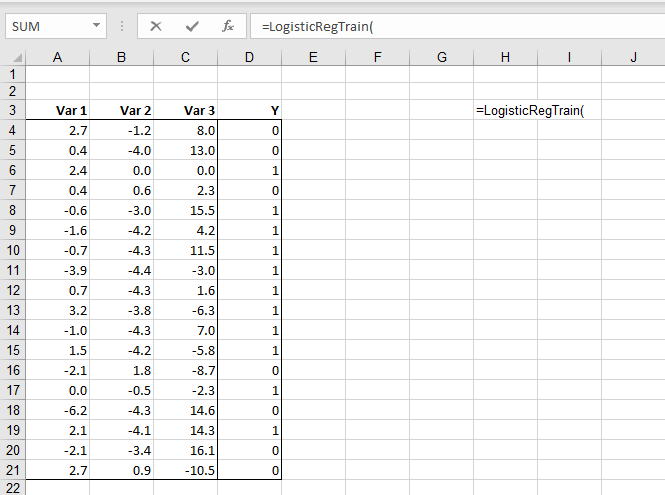 SUM =LogisticRegTrain(
A B C D E F G H I J
1
2
3 Var 1 Var 2 Var 3 Y =LogisticRegTrain(
4 2.7 -1.2 8.0 0
5 0.4 -4.0 13.0 0
6 2.4 0.0 0.0 1
7 0.4 0.6 2.3 0
8 -0.6 -3.0 15.5 1
9 -1.6 -4.2 4.2 1
10 -0.7 -4.3 11.5 1
11 -3.9 -4.4 -3.0 1
12 0.7 -4.3 1.6 1
13 3.2 -3.8 -6.3 1
14 -1.0 -4.3 7.0 1
15 1.5 -4.2 -5.8 1
16 -2.1 1.8 -8.7 0
17 0.0 -0.5 -2.3 1
18 -6.2 -4.3 14.6 0
19 2.1 -4.1 14.3 1
20 -2.1 -3.4 16.1 0
21 2.7 0.9 -10.5 0
22